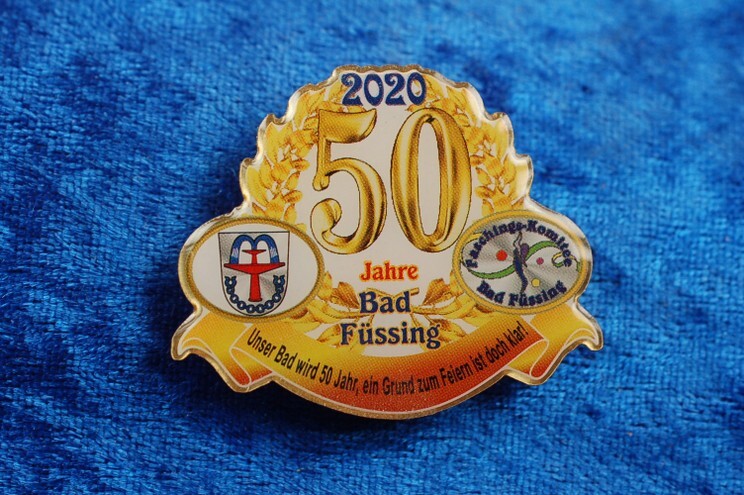 2020
50
Jahre
Bad
Füssing
Faschings-Komitee
Bad Füssing
Unser Bad wird 50 Jahr, ein Grund zum Feiern ist doch Klar!